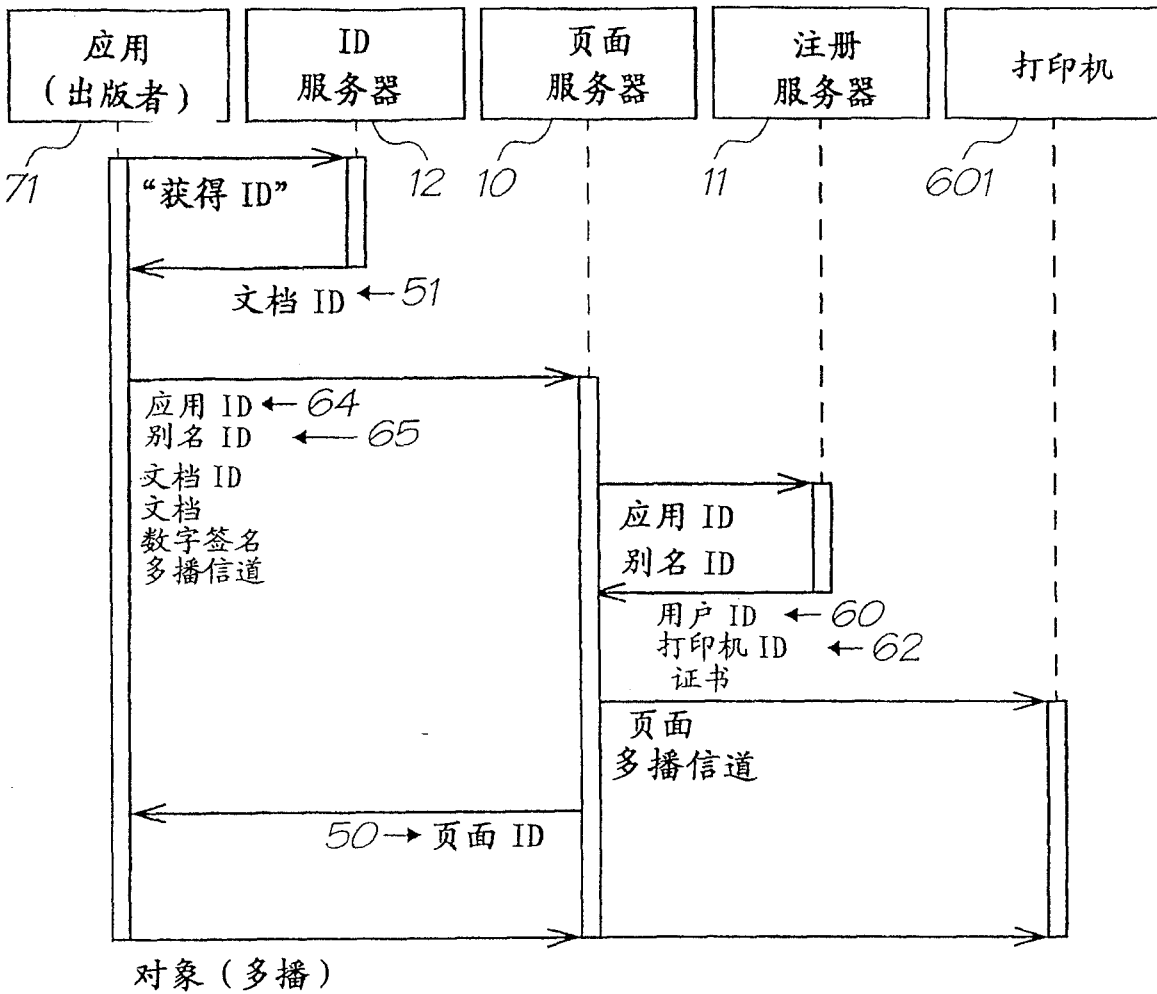 应用
(出版者)
ID
服务器
页面
服务器
注册
服务器
打印机
71
12
10
11
601
“获得 ID”
文档 ID ← 51
应用 ID ← 64
别名 ID ← 65
文档 ID
文档
数字签名
多播信道
应用 ID
别名 ID
用户 ID ← 60
打印机 ID ← 62
证书
页面
多播信道
50 → 页面 ID
对象(多播)